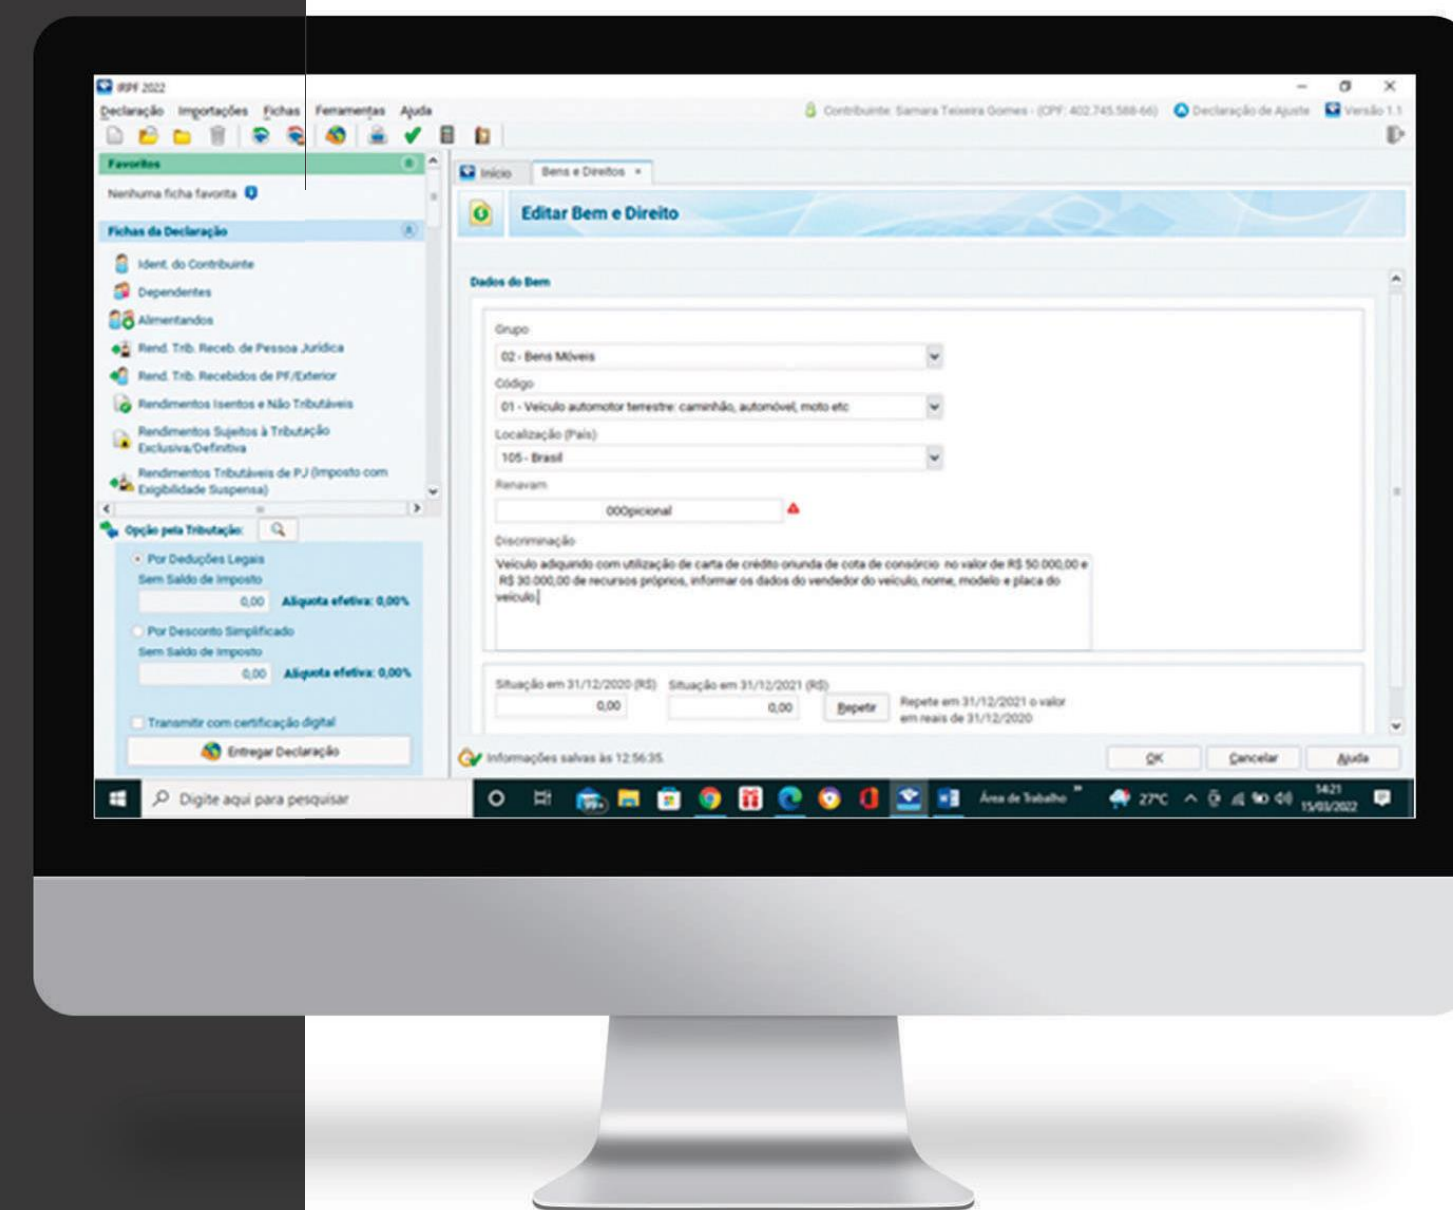 IRPF 2022
Declaração Importações Fichas Ferramentas Ajuda
Contribuinte: Samara Teixeira Gomes - (CPF: 402.745.588-66) Declaração de Ajuste Versão 1.1
Favoritos
Nenhuma ficha favorita
Fichas da Declaração
Ident. do Contribuinte
Dependentes
Alimentandos
Rend. Trib. Receb. de Pessoa Jurídica
Rend. Trib. Recebidos de PF/Exterior
Rendimentos Isentos e Não Tributáveis
Rendimentos Sujeitos à Tributação
Exclusiva/Definitiva
Rendimentos Tributáveis de PJ (Imposto com
Exigibilidade Suspensa)
Opção pela Tributação:
Por Deduções Legais
Sem Saldo de Imposto
0,00 Alíquota efetiva: 0,00%
Por Desconto Simplificado
Sem Saldo de Imposto
0,00 Alíquota efetiva: 0,00%
Transmitir com certificação digital
Entregar Declaração
Início Bens e Direitos ×
Editar Bem e Direito
Dados do Bem
Grupo
02 - Bens Móveis
Código
01 - Veículo automotor terrestre: caminhão, automóvel, moto etc
Localização (País)
105 - Brasil
Renavam
000picional
Discriminação
Veículo adquirido com utilização de carta de crédito oriunda de cota de consórcio no valor de R$ 50.000,00 e
R$ 30.000,00 de recursos próprios, informar os dados do vendedor do veículo, nome, modelo e placa do
veículo.
Situação em 31/12/2020 (R$) Situação em 31/12/2021 (R$)
0,00 0,00 Repetir Repete em 31/12/2021 o valor
em reais de 31/12/2020
Informações salvas às 12:56:35.
OK Cancelar Ajuda
Digite aqui para pesquisar
99+
Área de Trabalho
27°C
14:21
15/03/2022